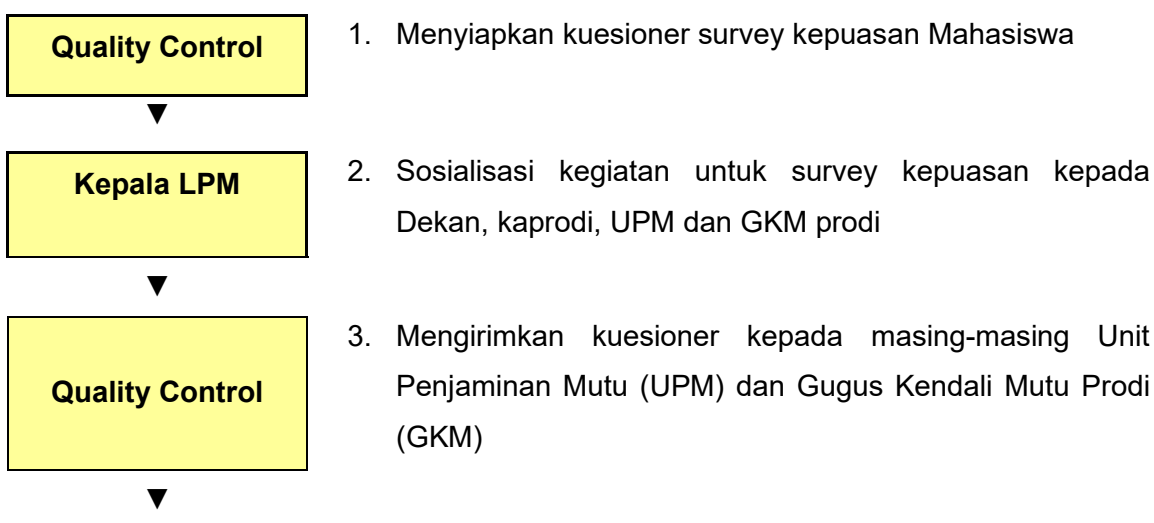 Quality Control
1. Menyiapkan kuesioner survey kepuasan Mahasiswa
▼
Kepala LPM
2. Sosialisasi kegiatan untuk survey kepuasan kepada
Dekan, kaprodi, UPM dan GKM prodi
▼
Quality Control
3. Mengirimkan kuesioner kepada masing-masing Unit
Penjaminan Mutu (UPM) dan Gugus Kendali Mutu Prodi
(GKM)
▼